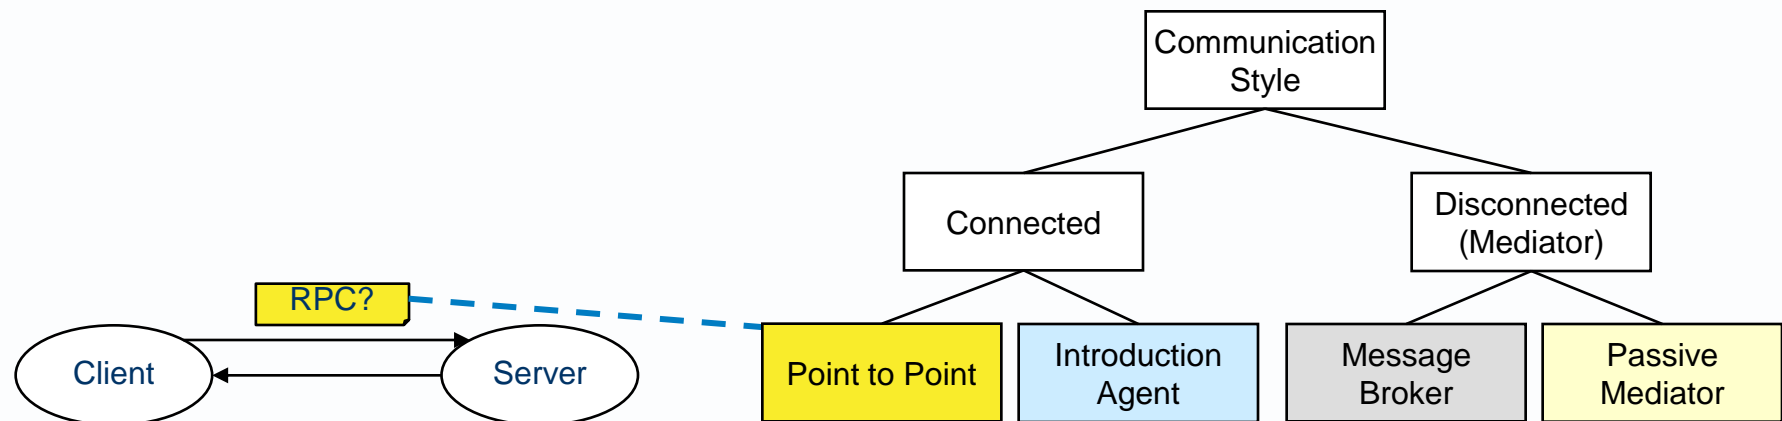 Communication
Style
Connected
Disconnected
(Mediator)
RPC?
Client
Server
Point to Point
Introduction
Agent
Message
Broker
Passive
Mediator